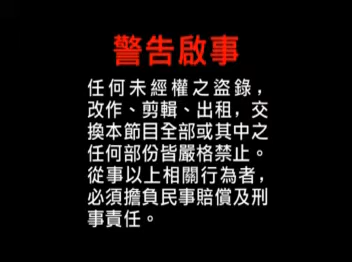 警告啟事
任何未經權之盜錄，
改作、剪輯、出租，交
換本節目全部或其中之
任何部份皆嚴格禁止。
從事以上相關行為者，
必須擔負民事賠償及刑
事責任。